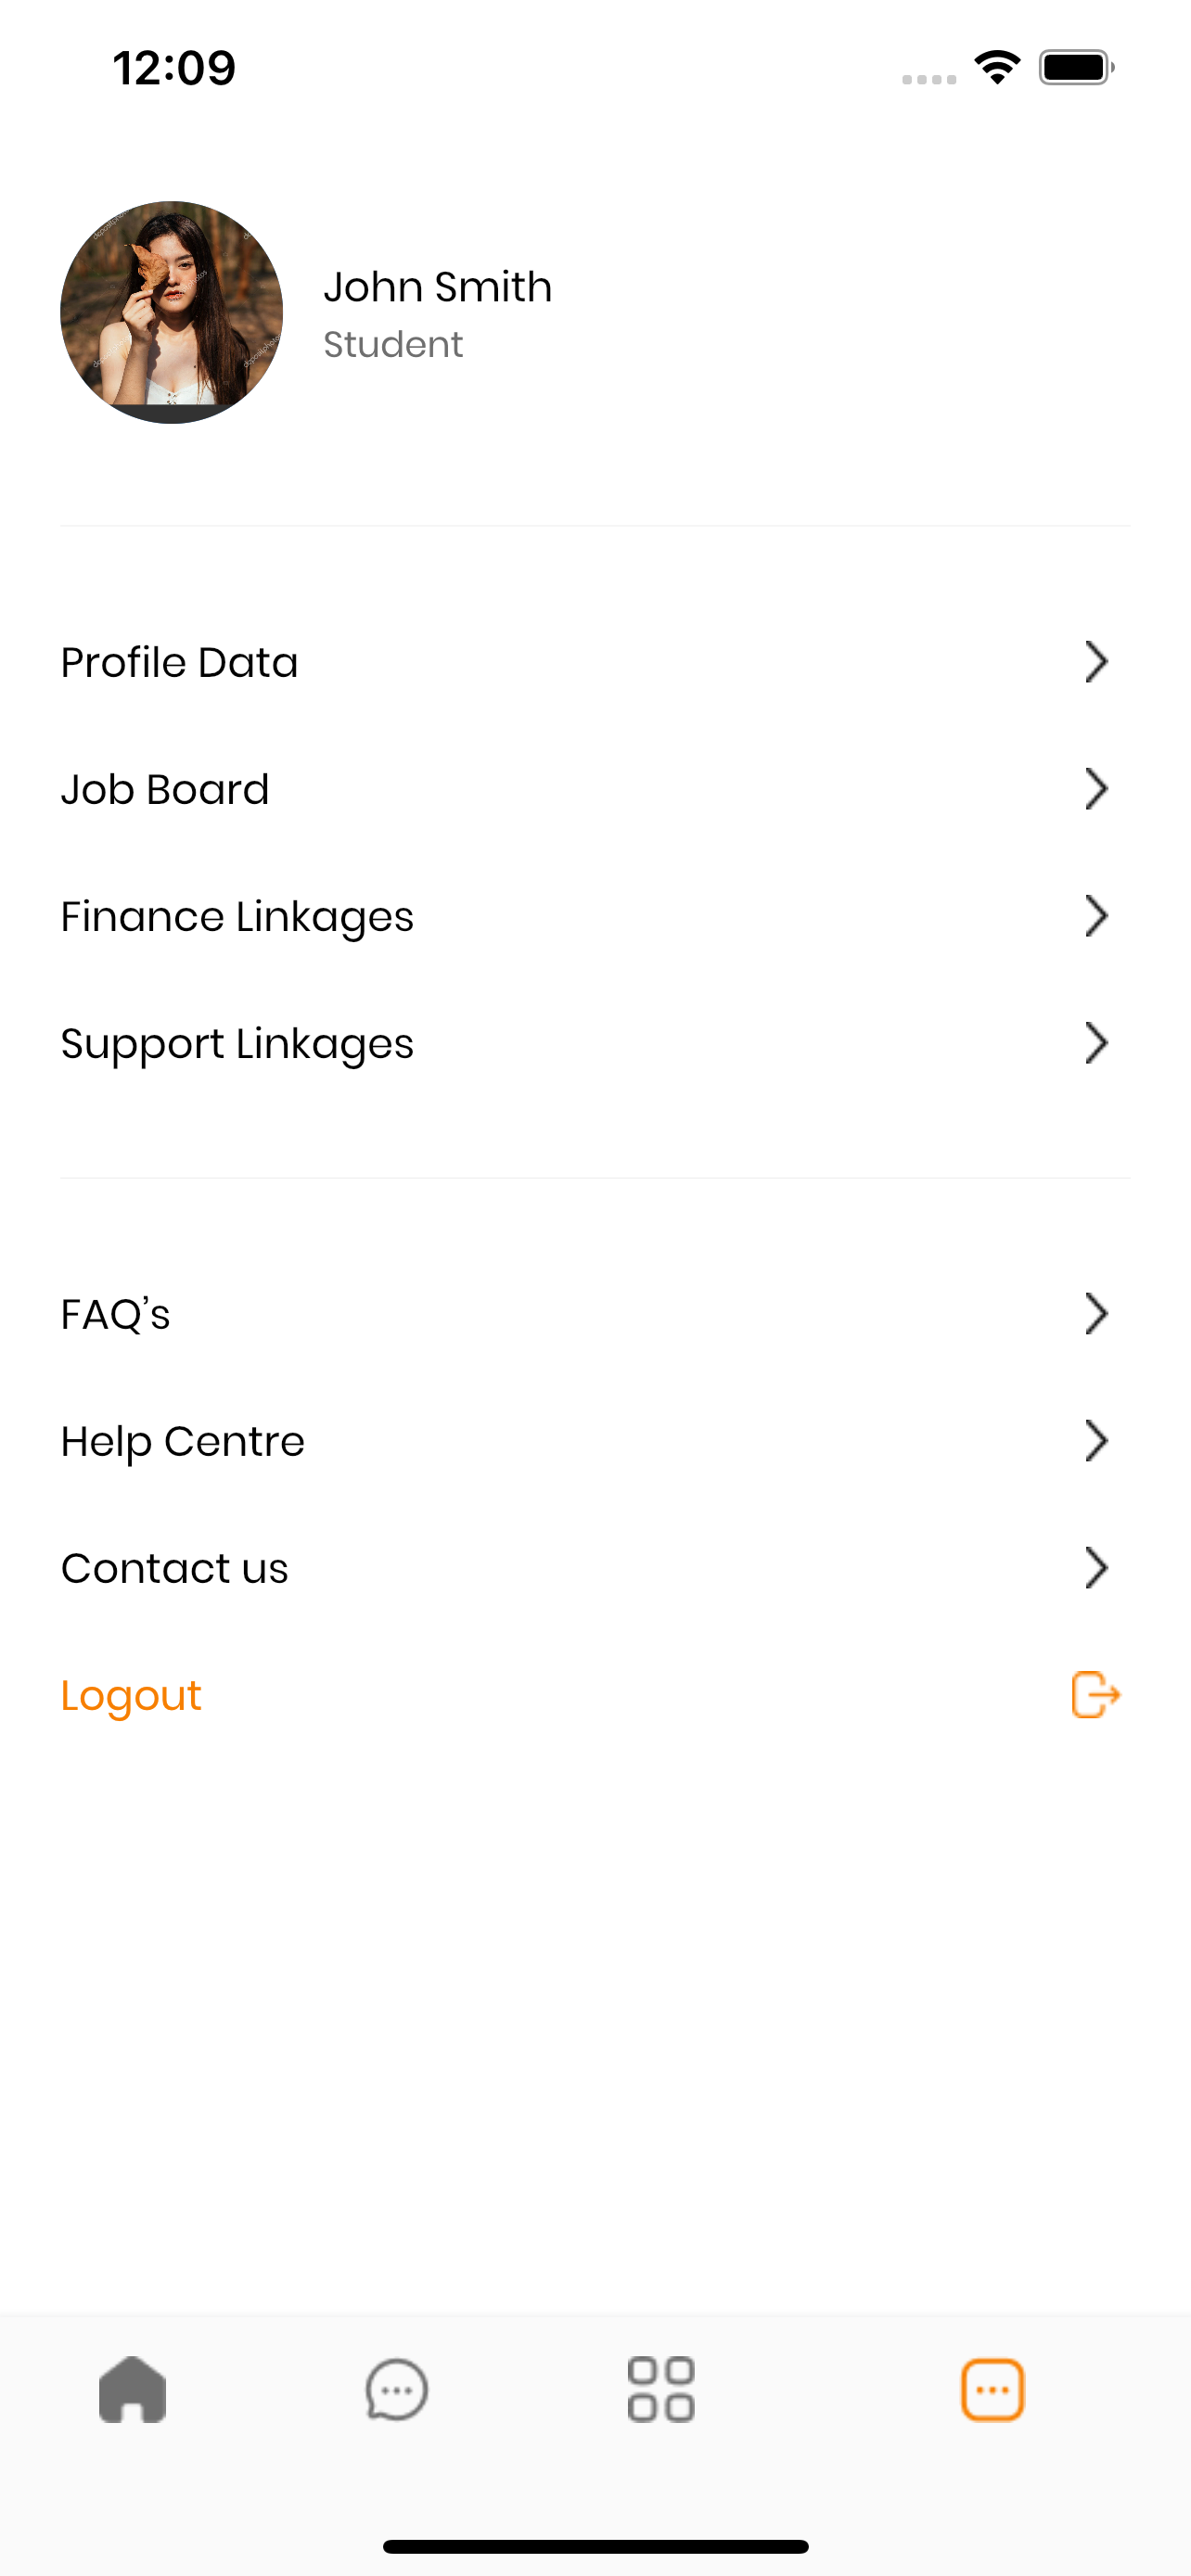 12:09
John Smith
Student
Profile Data
Job Board
Finance Linkages
Support Linkages
FAQ’s
Help Centre
Contact us
Logout